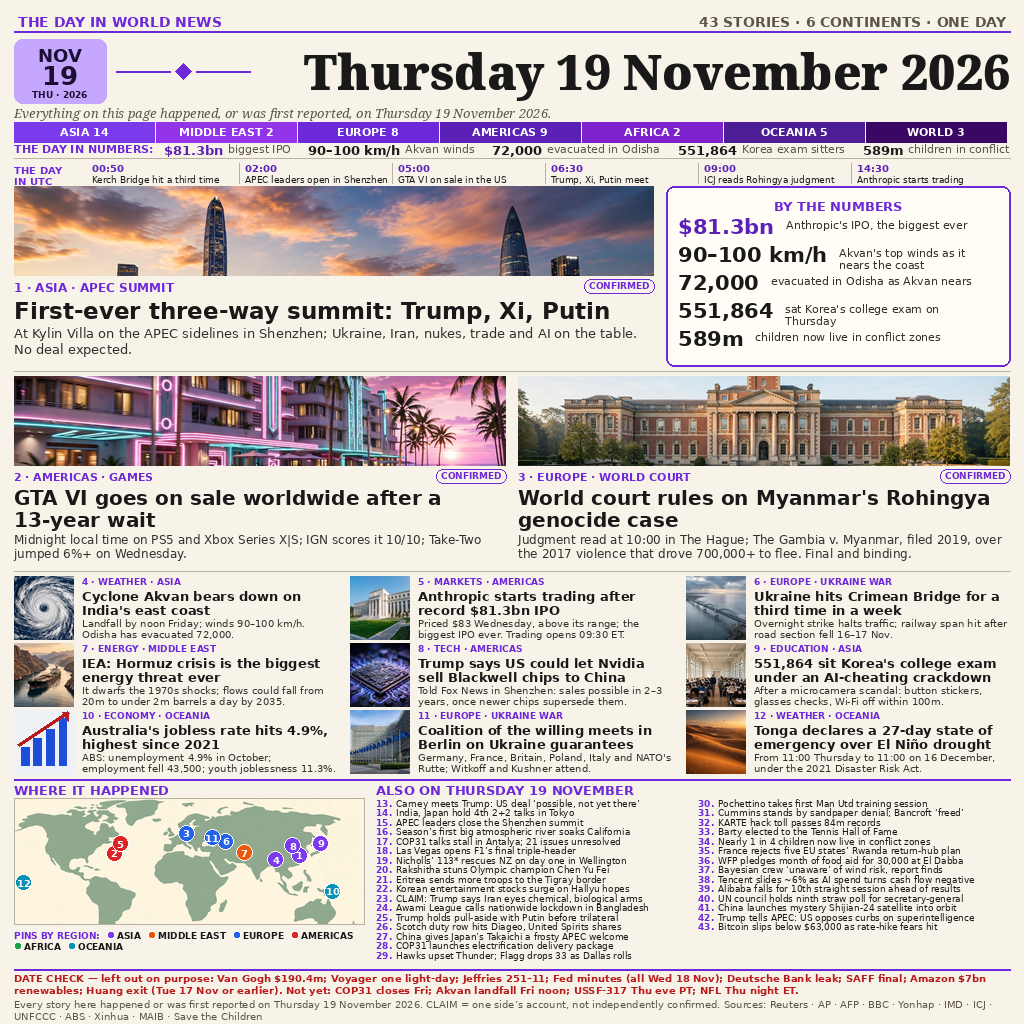 THE DAY IN WORLD NEWS
43 STORIES · 6 CONTINENTS · ONE DAY
NOV
19
THU · 2026
Thursday 19 November 2026
Everything on this page happened, or was first reported, on Thursday 19 November 2026.
ASIA 14
MIDDLE EAST 2
EUROPE 8
AMERICAS 9
AFRICA 2
OCEANIA 5
WORLD 3
THE DAY IN NUMBERS: $81.3bn biggest IPO 90–100 km/h Akvan winds 72,000 evacuated in Odisha 551,864 Korea exam sitters 589m children in conflict
THE DAY
IN UTC
00:50
Kerch Bridge hit a third time
02:00
APEC leaders open in Shenzhen
05:00
GTA VI on sale in the US
06:30
Trump, Xi, Putin meet
09:00
ICJ reads Rohingya judgment
14:30
Anthropic starts trading
1 · ASIA · APEC SUMMIT
CONFIRMED
First-ever three-way summit: Trump, Xi, Putin
At Kylin Villa on the APEC sidelines in Shenzhen; Ukraine, Iran, nukes, trade and AI on the table.
No deal expected.
BY THE NUMBERS
$81.3bn Anthropic's IPO, the biggest ever
90–100 km/h Akvan's top winds as it
nears the coast
72,000 evacuated in Odisha as Akvan nears
551,864 sat Korea's college exam on
Thursday
589m children now live in conflict zones
2 · AMERICAS · GAMES
CONFIRMED
GTA VI goes on sale worldwide after a
13-year wait
Midnight local time on PS5 and Xbox Series X|S; IGN scores it 10/10; Take-Two
jumped 6%+ on Wednesday.
3 · EUROPE · WORLD COURT
CONFIRMED
World court rules on Myanmar's Rohingya
genocide case
Judgment read at 10:00 in The Hague; The Gambia v. Myanmar, filed 2019, over
the 2017 violence that drove 700,000+ to flee. Final and binding.
4 · WEATHER · ASIA
Cyclone Akvan bears down on
India's east coast
Landfall by noon Friday; winds 90–100 km/h.
Odisha has evacuated 72,000.
5 · MARKETS · AMERICAS
Anthropic starts trading after
record $81.3bn IPO
Priced $83 Wednesday, above its range; the
biggest IPO ever. Trading opens 09:30 ET.
6 · EUROPE · UKRAINE WAR
Ukraine hits Crimean Bridge for a
third time in a week
Overnight strike halts traffic; railway span hit after
road section fell 16–17 Nov.
7 · ENERGY · MIDDLE EAST
IEA: Hormuz crisis is the biggest
energy threat ever
It dwarfs the 1970s shocks; flows could fall from
20m to under 2m barrels a day by 2035.
8 · TECH · AMERICAS
Trump says US could let Nvidia
sell Blackwell chips to China
Told Fox News in Shenzhen: sales possible in 2–3
years, once newer chips supersede them.
9 · EDUCATION · ASIA
551,864 sit Korea's college exam
under an AI-cheating crackdown
After a microcamera scandal: button stickers,
glasses checks, Wi-Fi off within 100m.
10 · ECONOMY · OCEANIA
Australia's jobless rate hits 4.9%,
highest since 2021
ABS: unemployment 4.9% in October;
employment fell 43,500; youth joblessness 11.3%.
11 · EUROPE · UKRAINE WAR
Coalition of the willing meets in
Berlin on Ukraine guarantees
Germany, France, Britain, Poland, Italy and NATO's
Rutte; Witkoff and Kushner attend.
12 · WEATHER · OCEANIA
Tonga declares a 27-day state of
emergency over El Niño drought
From 11:00 Thursday to 11:00 on 16 December,
under the 2021 Disaster Risk Act.
WHERE IT HAPPENED
5
2
3
11
6
7
4
8
1
9
12
10
PINS BY REGION: ASIA MIDDLE EAST EUROPE AMERICAS
AFRICA OCEANIA
ALSO ON THURSDAY 19 NOVEMBER
13. Carney meets Trump: US deal ‘possible, not yet there’
14. India, Japan hold 4th 2+2 talks in Tokyo
15. APEC leaders close the Shenzhen summit
16. Season’s first big atmospheric river soaks California
17. COP31 talks stall in Antalya; 21 issues unresolved
18. Las Vegas opens F1’s final triple-header
19. Nicholls’ 113* rescues NZ on day one in Wellington
20. Rakshitha stuns Olympic champion Chen Yu Fei
21. Eritrea sends more troops to the Tigray border
22. Korean entertainment stocks surge on Hallyu hopes
23. CLAIM: Trump says Iran eyes chemical, biological arms
24. Awami League calls nationwide lockdown in Bangladesh
25. Trump holds pull-aside with Putin before trilateral
26. Scotch duty row hits Diageo, United Spirits shares
27. China gives Japan’s Takaichi a frosty APEC welcome
28. COP31 launches electrification delivery package
29. Hawks upset Thunder; Flagg drops 33 as Dallas rolls
30. Pochettino takes first Man Utd training session
31. Cummins stands by sandpaper denial; Bancroft ‘freed’
32. KARTE hack toll passes 84m records
33. Barty elected to the Tennis Hall of Fame
34. Nearly 1 in 4 children now live in conflict zones
35. France rejects five EU states’ Rwanda return-hub plan
36. WFP pledges month of food aid for 30,000 at El Dabba
37. Bayesian crew ‘unaware’ of wind risk, report finds
38. Tencent slides ~6% as AI spend turns cash flow negative
39. Alibaba falls for 10th straight session ahead of results
40. UN council holds ninth straw poll for secretary-general
41. China launches mystery Shijian-24 satellite into orbit
42. Trump tells APEC: US opposes curbs on superintelligence
43. Bitcoin slips below $63,000 as rate-hike fears hit
DATE CHECK — left out on purpose: Van Gogh $190.4m; Voyager one light-day; Jeffries 251–11; Fed minutes (all Wed 18 Nov); Deutsche Bank leak; SAFF final; Amazon $7bn
renewables; Huang exit (Tue 17 Nov or earlier). Not yet: COP31 closes Fri; Akvan landfall Fri noon; USSF-317 Thu eve PT; NFL Thu night ET.
Every story here happened or was first reported on Thursday 19 November 2026. CLAIM = one side’s account, not independently confirmed. Sources: Reuters · AP · AFP · BBC · Yonhap · IMD · ICJ ·
UNFCCC · ABS · Xinhua · MAIB · Save the Children